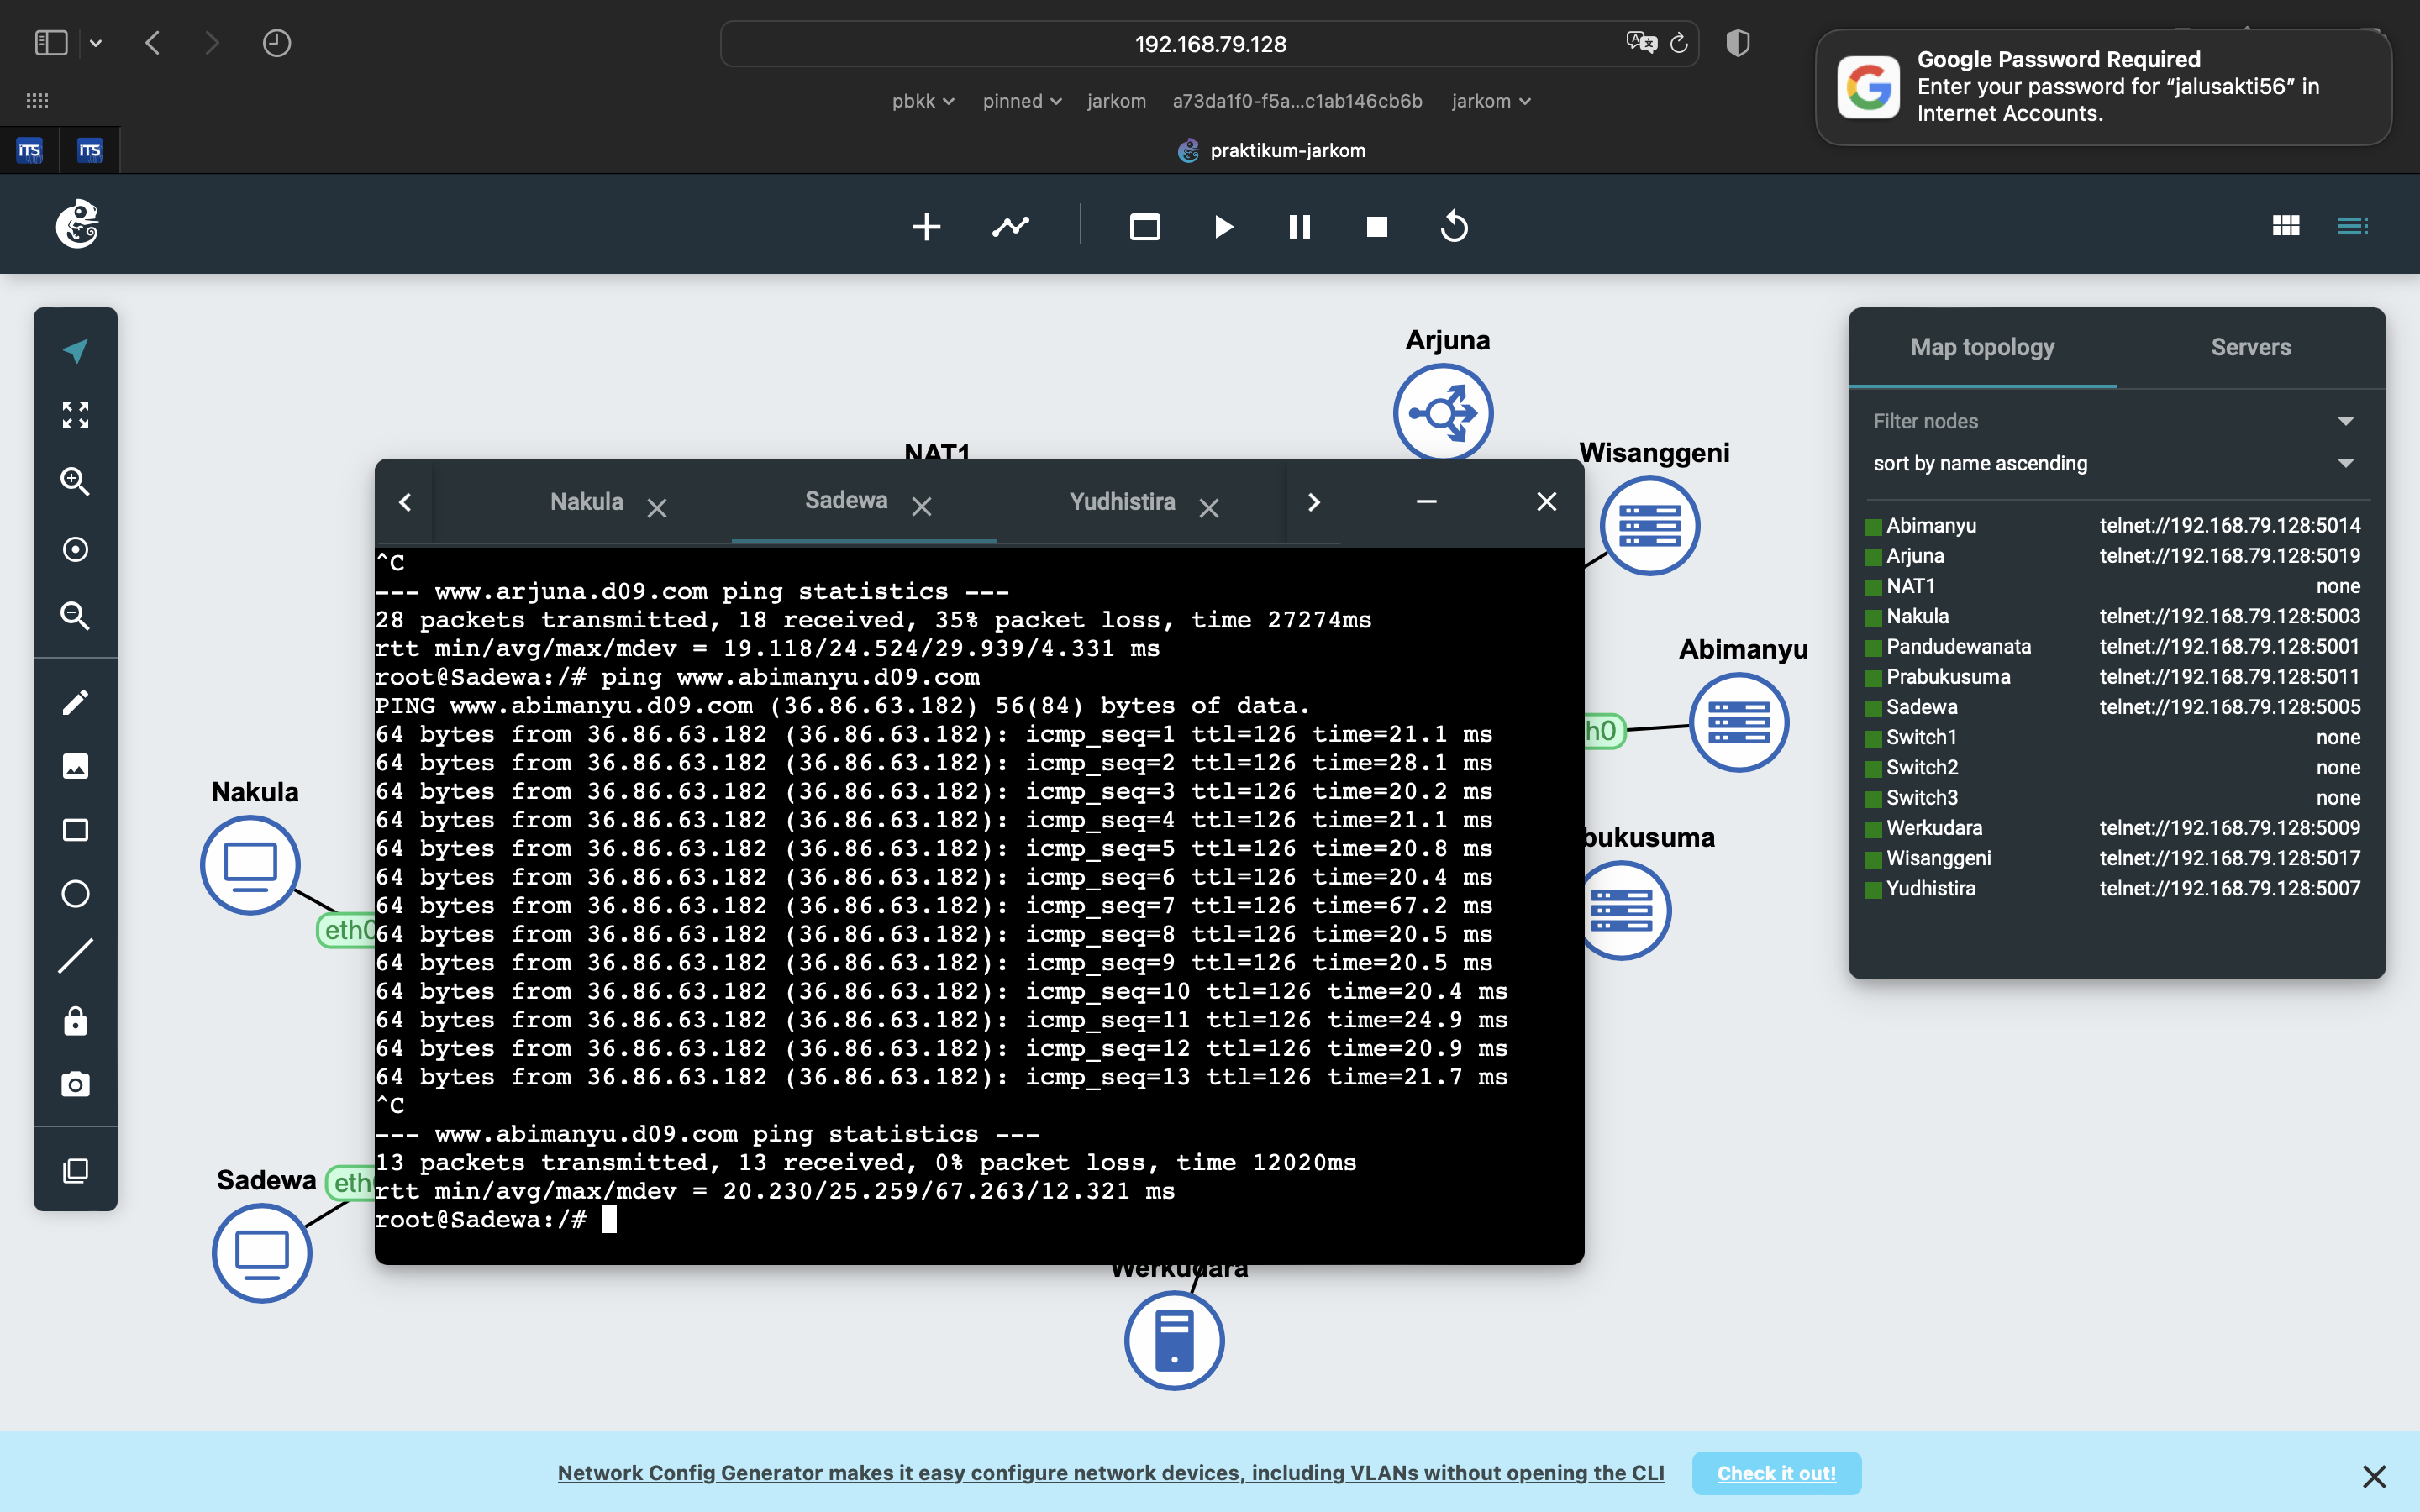 192.168.79.128
Google Password Required
Enter your password for “jalusakti56” in
Internet Accounts.
pbkk
pinned
jarkom
a73da1f0-f5a...c1ab146cb6b
jarkom
iTS
iTS
praktikum-jarkom
Arjuna
Wisanggeni
Abimanyu
bukusuma
NAT1
Nakula
eth0
Sadewa
eth
h0
Werkudara
Nakula
Sadewa
Yudhistira
^C
--- www.arjuna.d09.com ping statistics ---
28 packets transmitted, 18 received, 35% packet loss, time 27274ms
rtt min/avg/max/mdev = 19.118/24.524/29.939/4.331 ms
root@Sadewa:/# ping www.abimanyu.d09.com
PING www.abimanyu.d09.com (36.86.63.182) 56(84) bytes of data.
64 bytes from 36.86.63.182 (36.86.63.182): icmp_seq=1 ttl=126 time=21.1 ms
64 bytes from 36.86.63.182 (36.86.63.182): icmp_seq=2 ttl=126 time=28.1 ms
64 bytes from 36.86.63.182 (36.86.63.182): icmp_seq=3 ttl=126 time=20.2 ms
64 bytes from 36.86.63.182 (36.86.63.182): icmp_seq=4 ttl=126 time=21.1 ms
64 bytes from 36.86.63.182 (36.86.63.182): icmp_seq=5 ttl=126 time=20.8 ms
64 bytes from 36.86.63.182 (36.86.63.182): icmp_seq=6 ttl=126 time=20.4 ms
64 bytes from 36.86.63.182 (36.86.63.182): icmp_seq=7 ttl=126 time=67.2 ms
64 bytes from 36.86.63.182 (36.86.63.182): icmp_seq=8 ttl=126 time=20.5 ms
64 bytes from 36.86.63.182 (36.86.63.182): icmp_seq=9 ttl=126 time=20.5 ms
64 bytes from 36.86.63.182 (36.86.63.182): icmp_seq=10 ttl=126 time=20.4 ms
64 bytes from 36.86.63.182 (36.86.63.182): icmp_seq=11 ttl=126 time=24.9 ms
64 bytes from 36.86.63.182 (36.86.63.182): icmp_seq=12 ttl=126 time=20.9 ms
64 bytes from 36.86.63.182 (36.86.63.182): icmp_seq=13 ttl=126 time=21.7 ms
^C
--- www.abimanyu.d09.com ping statistics ---
13 packets transmitted, 13 received, 0% packet loss, time 12020ms
rtt min/avg/max/mdev = 20.230/25.259/67.263/12.321 ms
root@Sadewa:/#
Map topology
Servers
Filter nodes
sort by name ascending
Abimanyu telnet://192.168.79.128:5014
Arjuna telnet://192.168.79.128:5019
NAT1 none
Nakula telnet://192.168.79.128:5003
Pandudewanata telnet://192.168.79.128:5001
Prabukusuma telnet://192.168.79.128:5011
Sadewa telnet://192.168.79.128:5005
Switch1 none
Switch2 none
Switch3 none
Werkudara telnet://192.168.79.128:5009
Wisanggeni telnet://192.168.79.128:5017
Yudhistira telnet://192.168.79.128:5007
Network Config Generator makes it easy configure network devices, including VLANs without opening the CLI
Check it out!